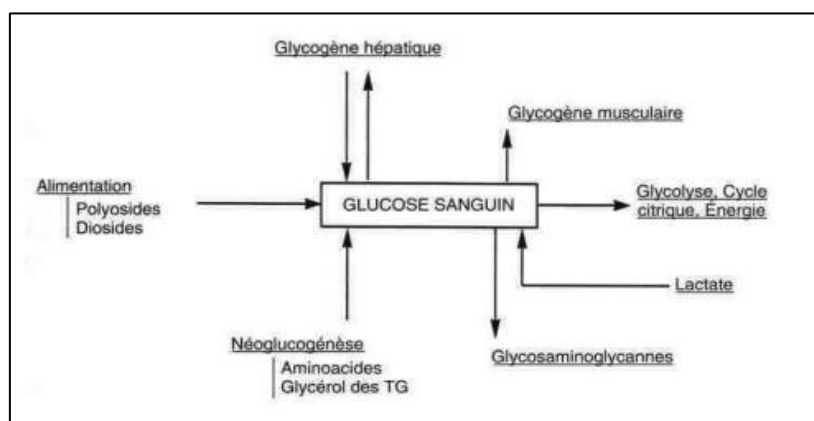 Glycogène hépatique
Glycogène musculaire
Alimentation
Polyosides
Diosides
GLUCOSE SANGUIN
Glycolyse, Cycle
citrique, Énergie
Lactate
Néoglucogénèse
Aminoacides
Glycérol des TG
Glycosaminoglycannes